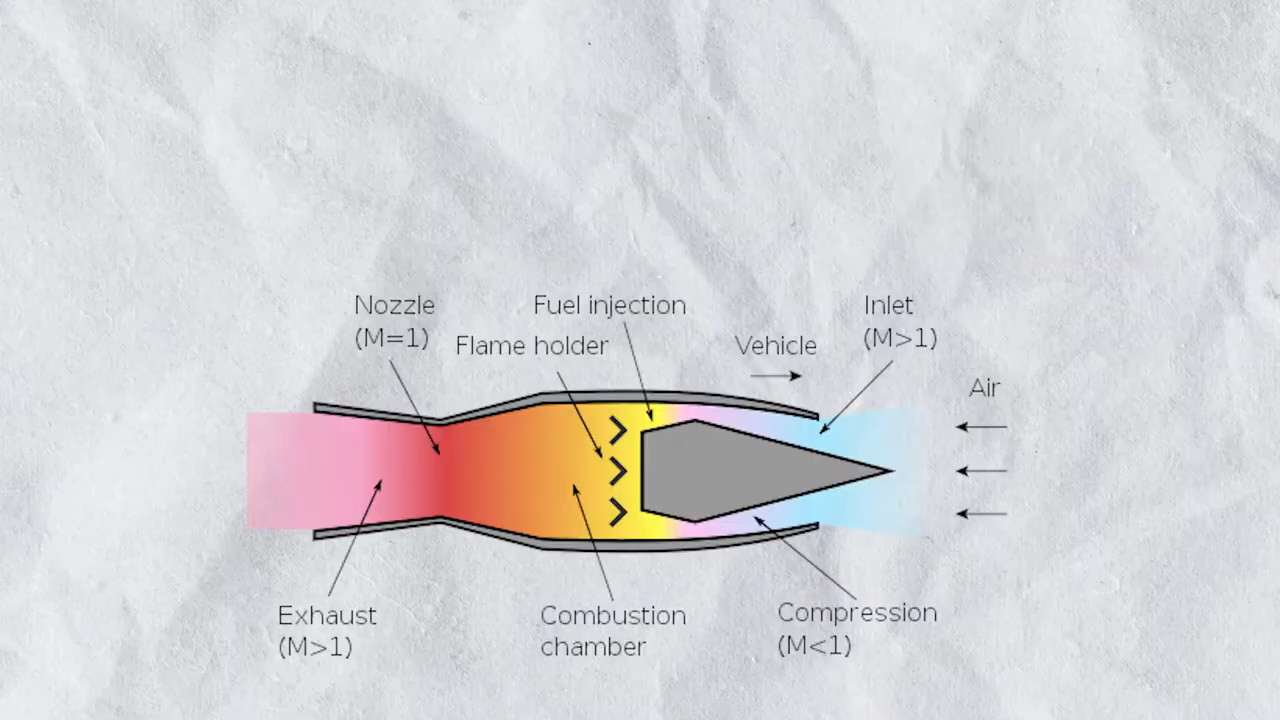 Nozzle
(M=1)
Fuel injection
Flame holder
Vehicle
Inlet
(M>1)
Air
Exhaust
(M>1)
Combustion
chamber
Compression
(M<1)